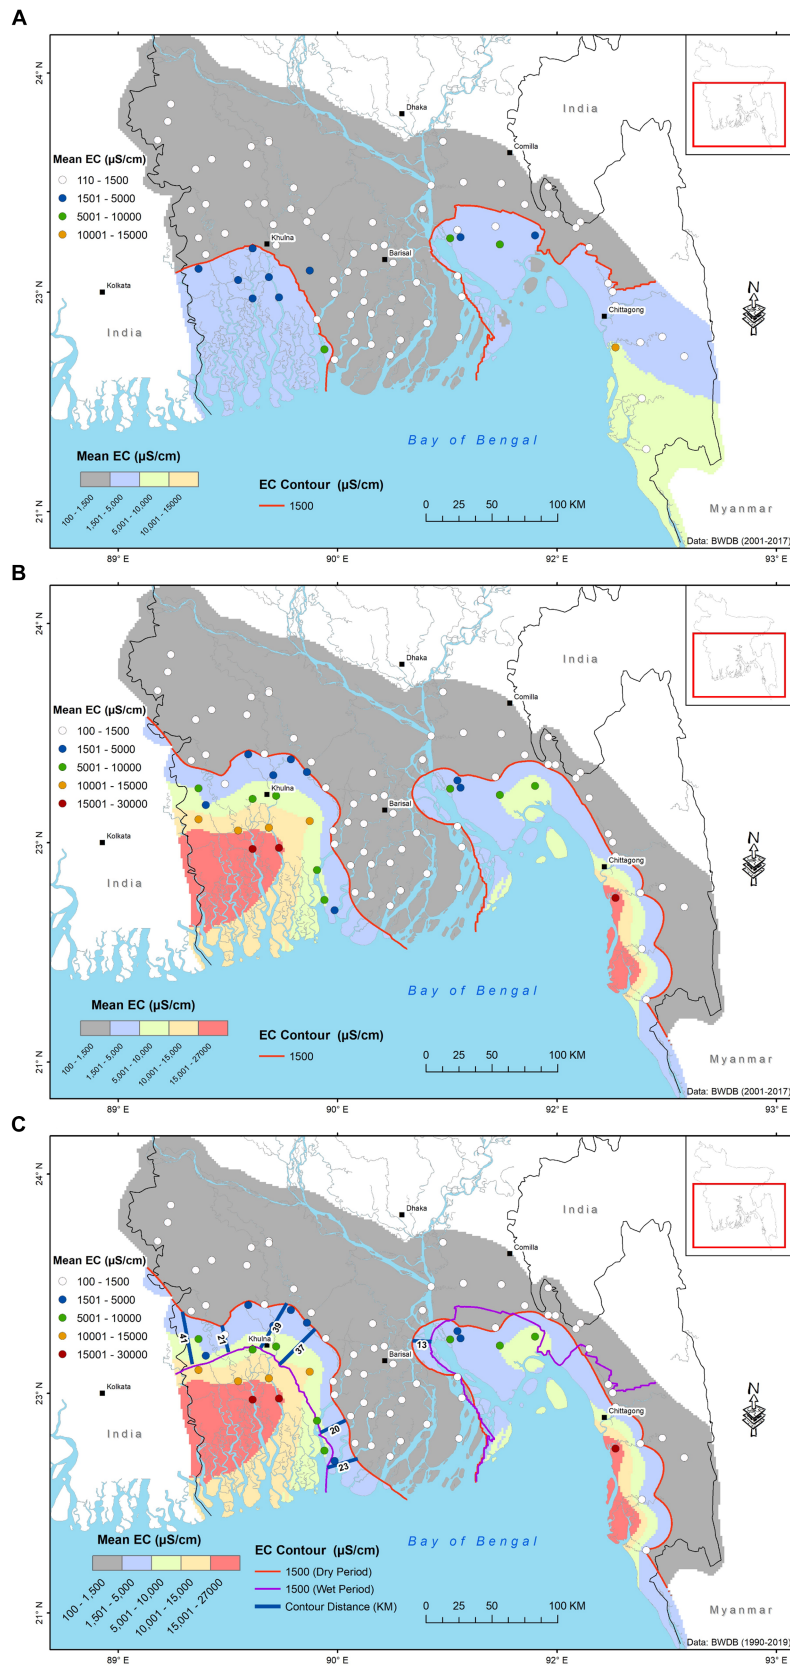 A
24° N
Dhaka
India
Mean EC (µS/cm)
110 - 1500
1501 - 5000
5001 - 10000
10001 - 15000
Comilla
Khulna
Barisal
23° N
Kolkata
India
N
Chittagong
Bay of Bengal
Mean EC (µS/cm)
100 - 1,500
1,501 - 5,000
5,001 - 10,000
10,001 - 15000
EC Contour (µS/cm)
1500
0 25 50 100 KM
21° N
Myanmar
Data: BWDB (2001-2017)
89° E
90° E
92° E
93° E
B
24° N
Dhaka
India
Comilla
Mean EC (µS/cm)
100 - 1500
1501 - 5000
5001 - 10000
10001 - 15000
15001 - 30000
Khulna
Barisal
23° N
Kolkata
India
N
Chittagong
Bay of Bengal
Mean EC (µS/cm)
100 - 1,500
1,501 - 5,000
5,001 - 10,000
10,001 - 15,000
15,001 - 27000
EC Contour (µS/cm)
1500
0 25 50 100 KM
21° N
Myanmar
Data: BWDB (2001-2017)
89° E
90° E
92° E
93° E
C
24° N
Dhaka
India
Comilla
Mean EC (µS/cm)
100 - 1500
1501 - 5000
5001 - 10000
10001 - 15000
15001 - 30000
41
21
39
37
13
Khulna
Barisal
23° N
Kolkata
India
N
Chittagong
20
23
Bay of Bengal
Mean EC (µS/cm)
100 - 1,500
1,501 - 5,000
5,001 - 10,000
10,001 - 15,000
15,001 - 27000
EC Contour (µS/cm)
1500 (Dry Period)
1500 (Wet Period)
Contour Distance (KM)
0 25 50 100 KM
21° N
Myanmar
Data: BWDB (1990-2019)
89° E
90° E
92° E
93° E